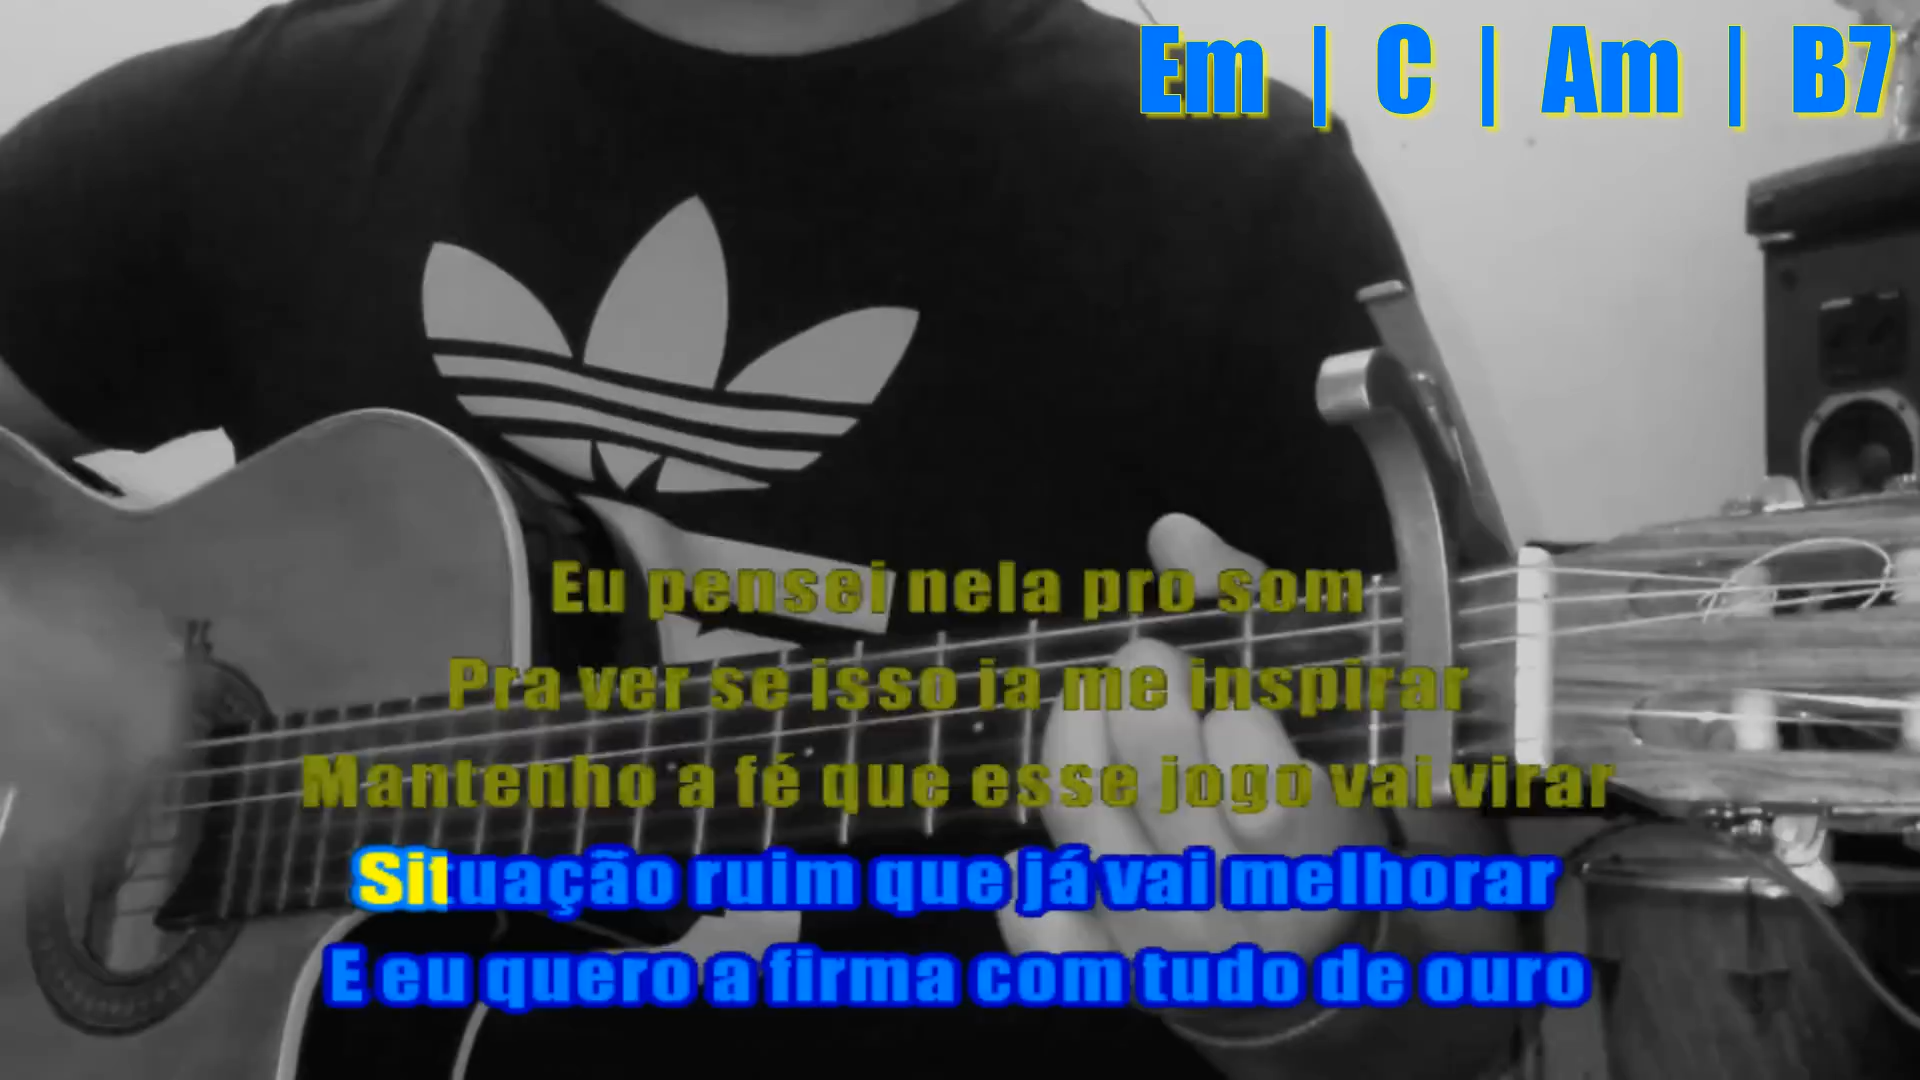 Em | C | Am | B7
Eu pensei nela pro som
Pra ver se isso ia me inspirar
Mantenho a fé que esse jogo vai virar
Situação ruim que já vai melhorar
E eu quero a firma com tudo de ouro